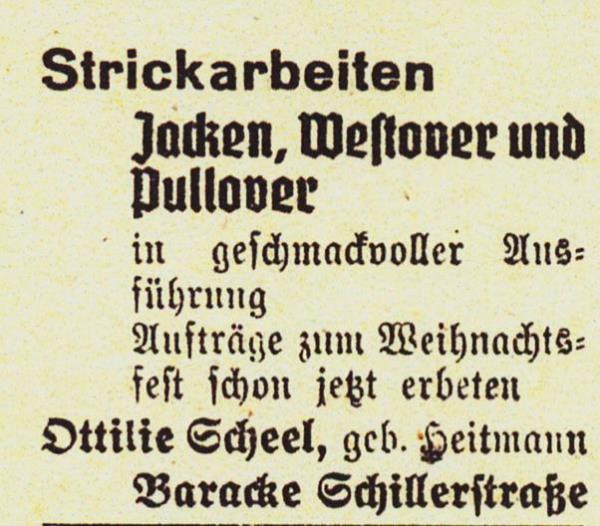 Strickarbeiten
Jacken, Westover und
Pullover
in geschmackvoller Aus-
führung
Aufträge zum Weihnachts-
fest schon jetzt erbeten
Ottilie Scheel, geb. Heitmann
Baracke Schillerstraße